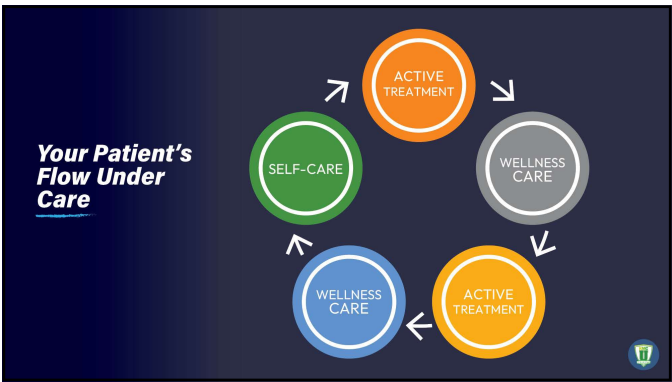 Your Patient's
Flow Under
Care
ACTIVE
TREATMENT
WELLNESS
CARE
ACTIVE
TREATMENT
WELLNESS
CARE
SELF-CARE